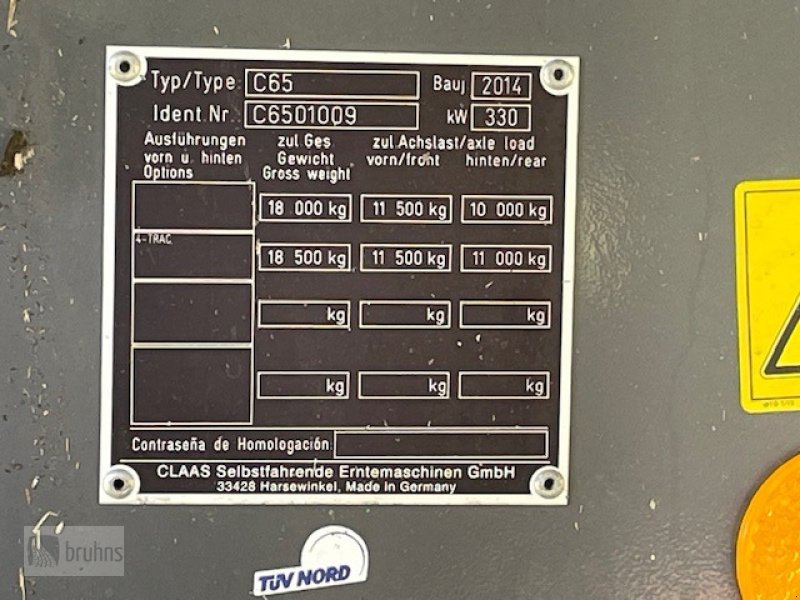 Typ/Type C65 Bauj 2014
Ident.Nr. C6501009 kW 330
Ausführungen zul.Ges zul.Achslast/axle load
vorn u. hinten Gewicht vorn/front hinten/rear
Options Gross weight
18 000 kg 11 500 kg 10 000 kg
4-TRAC 18 500 kg 11 500 kg 11 000 kg
kg kg kg
kg kg kg
Contraseña de Homologación:
CLAAS Selbstfahrende Erntemaschinen GmbH
33428 Harsewinkel, Made in Germany
bruhns
TÜV NORD